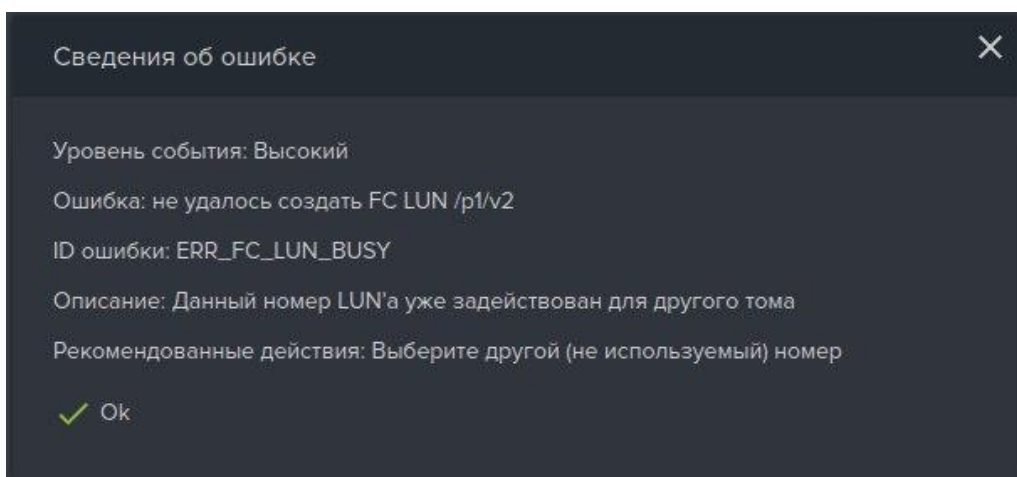 Сведения об ошибке
Уровень события: Высокий
Ошибка: не удалось создать FC LUN /p1/v2
ID ошибки: ERR_FC_LUN_BUSY
Описание: Данный номер LUN'а уже задействован для другого тома
Рекомендованные действия: Выберите другой (не используемый) номер
Ok